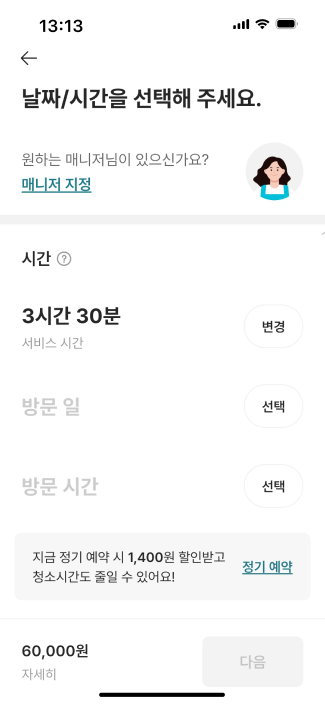 13:13
날짜/시간을 선택해 주세요.
원하는 매니저님이 있으신가요?
매니저 지정
시간 ?
3시간 30분
서비스 시간
변경
방문 일
선택
방문 시간
선택
지금 정기 예약 시 1,400원 할인받고
청소시간도 줄일 수 있어요!
정기 예약
60,000원
자세히
다음